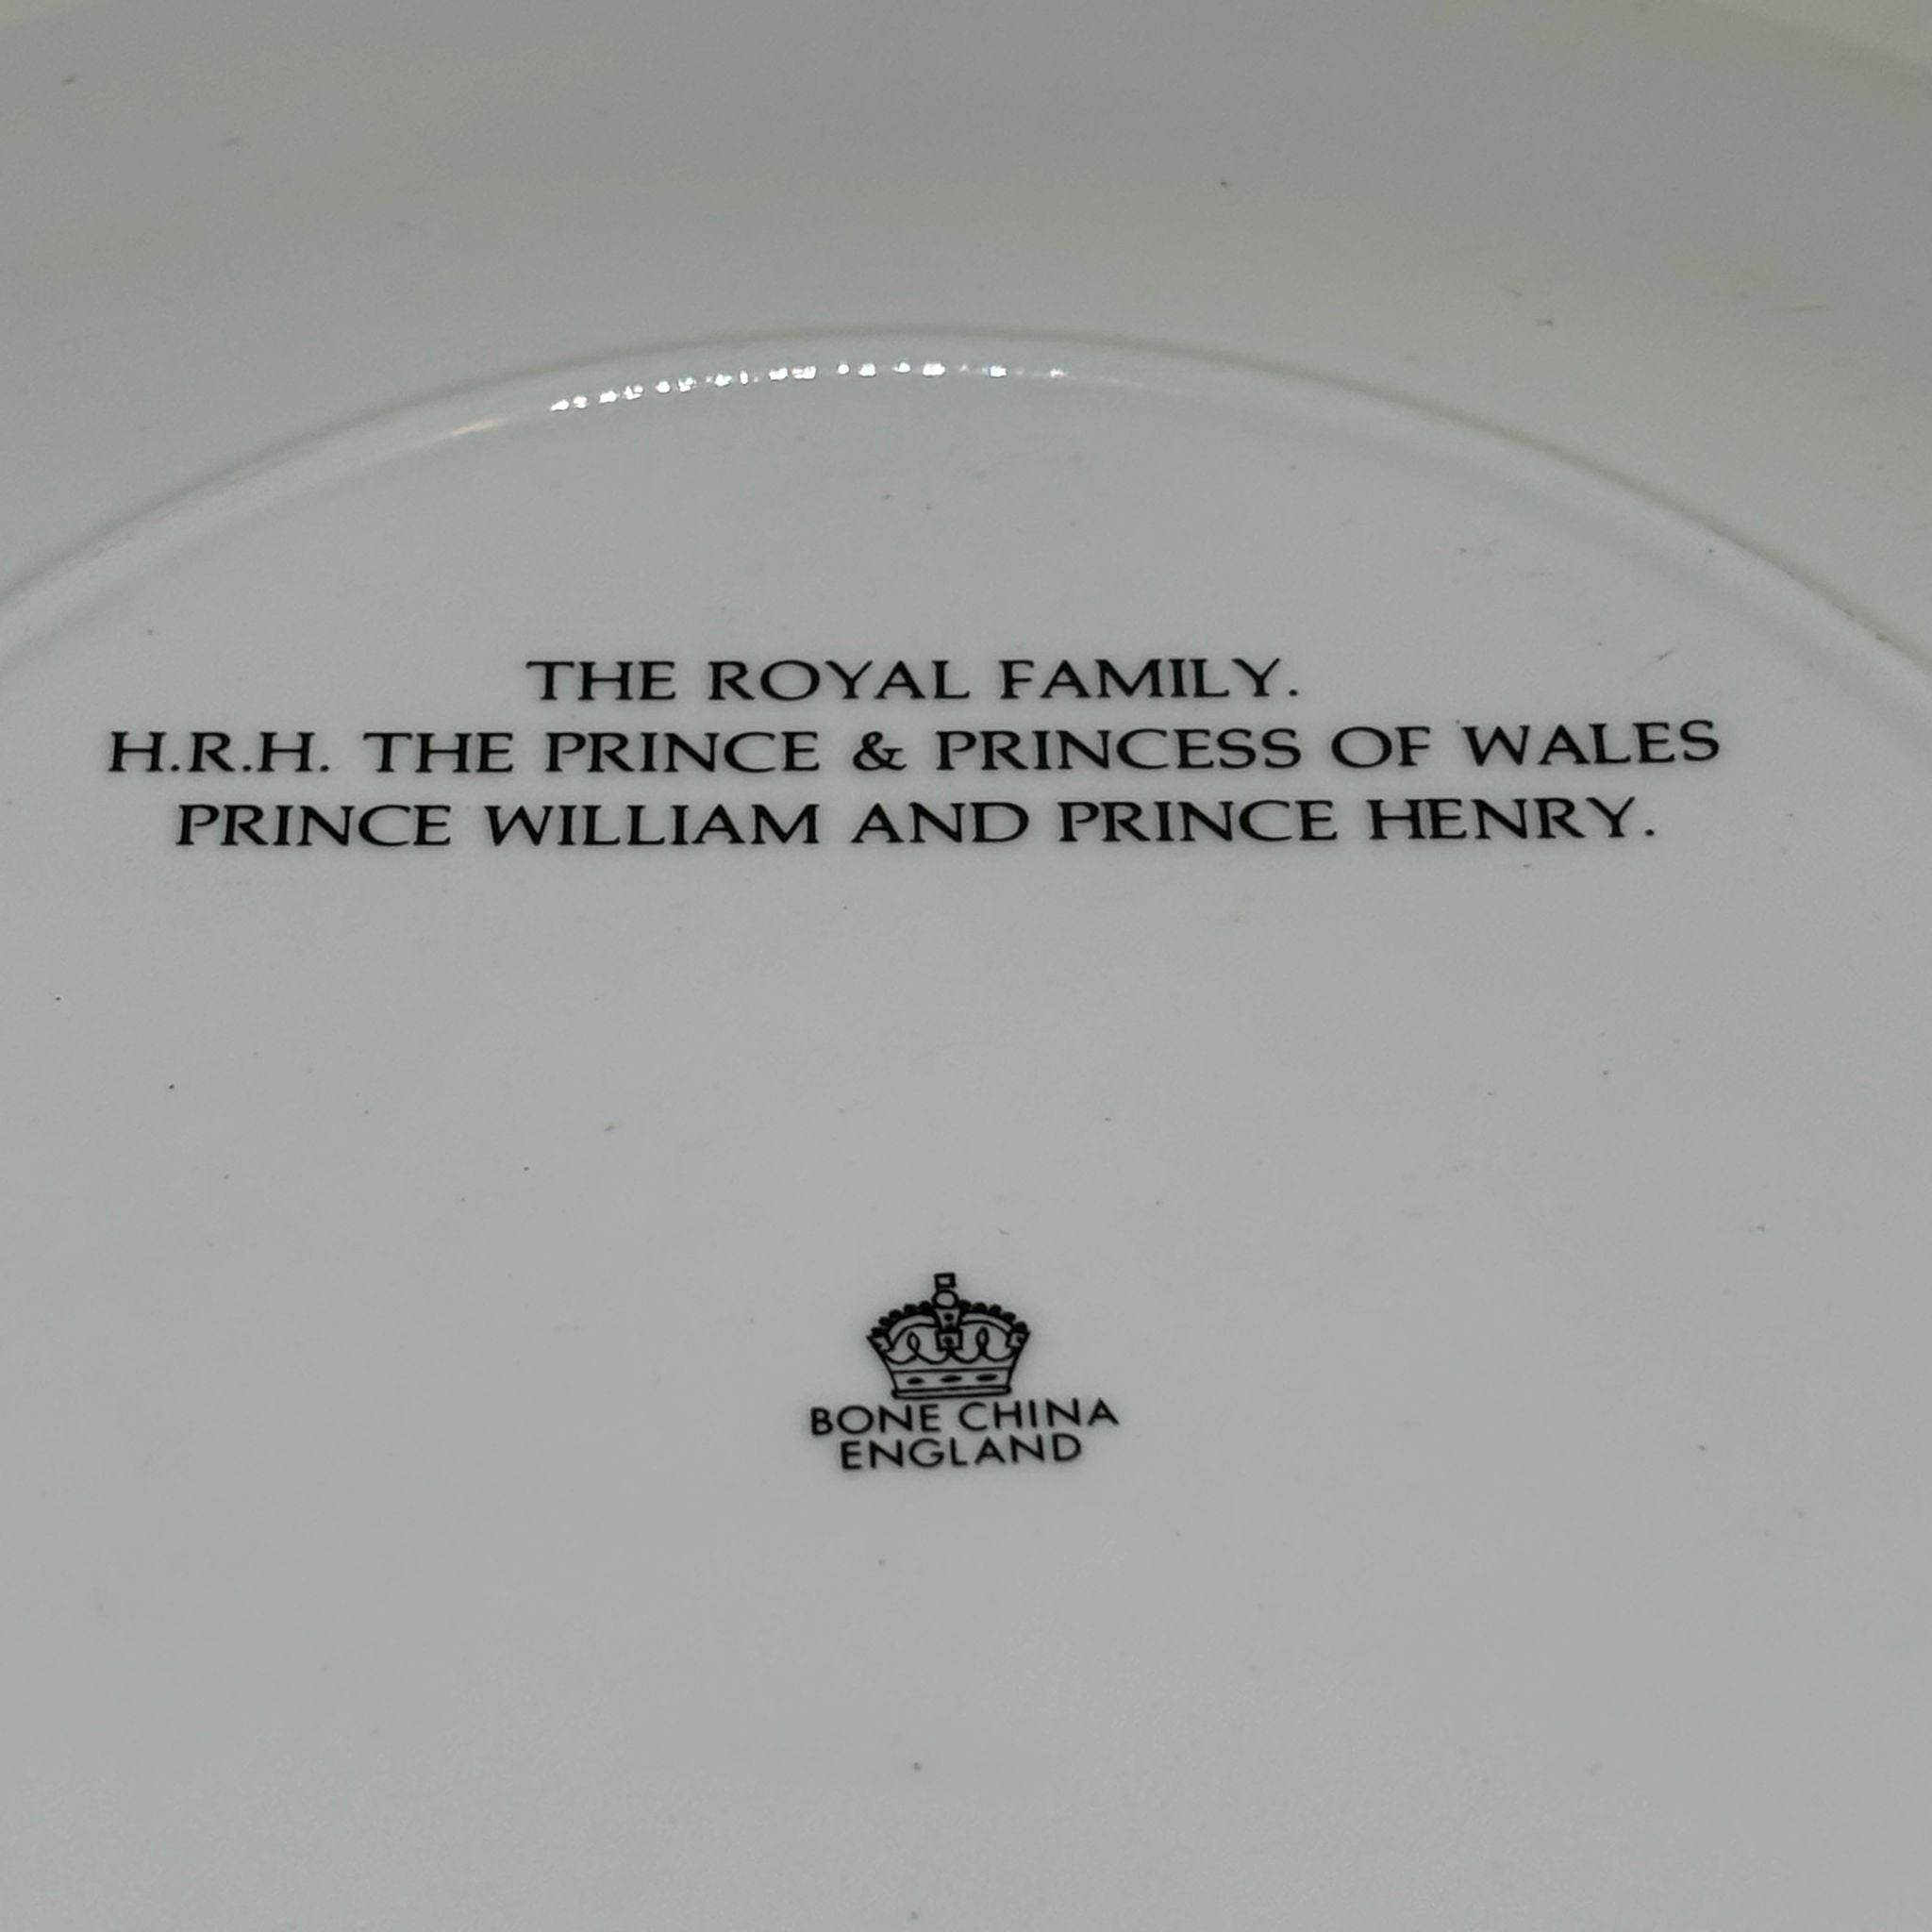 THE ROYAL FAMILY.
H.R.H. THE PRINCE & PRINCESS OF WALES
PRINCE WILLIAM AND PRINCE HENRY.
BONE CHINA
ENGLAND